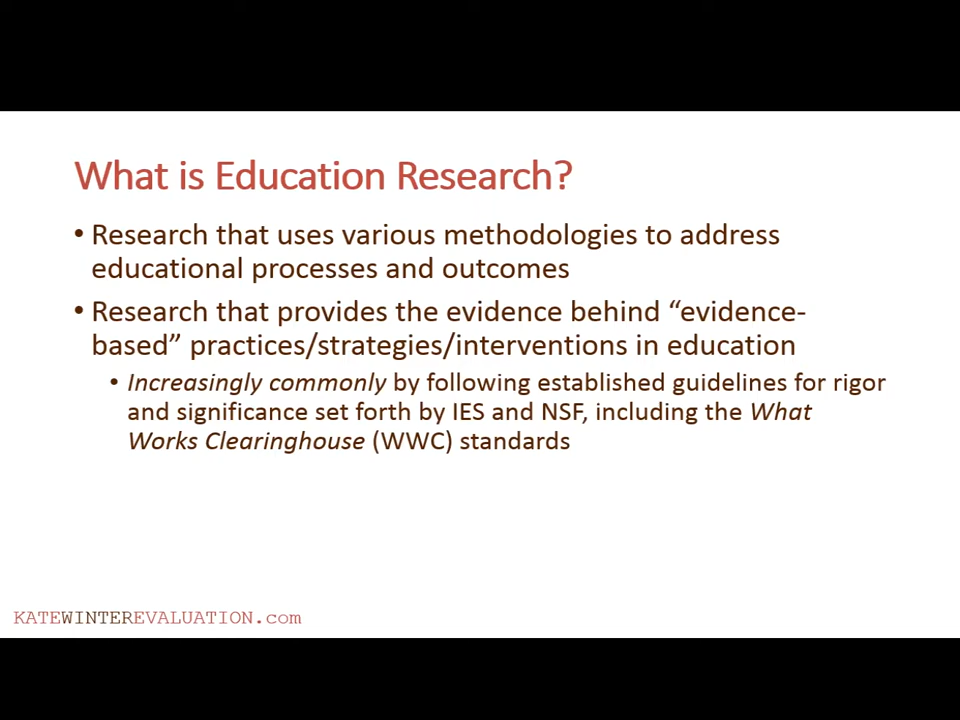 What is Education Research?
• Research that uses various methodologies to address
educational processes and outcomes
• Research that provides the evidence behind “evidence-
based” practices/strategies/interventions in education
• Increasingly commonly by following established guidelines for rigor
and significance set forth by IES and NSF, including the What
Works Clearinghouse (WWC) standards
KATEWINTEREVALUATION.com